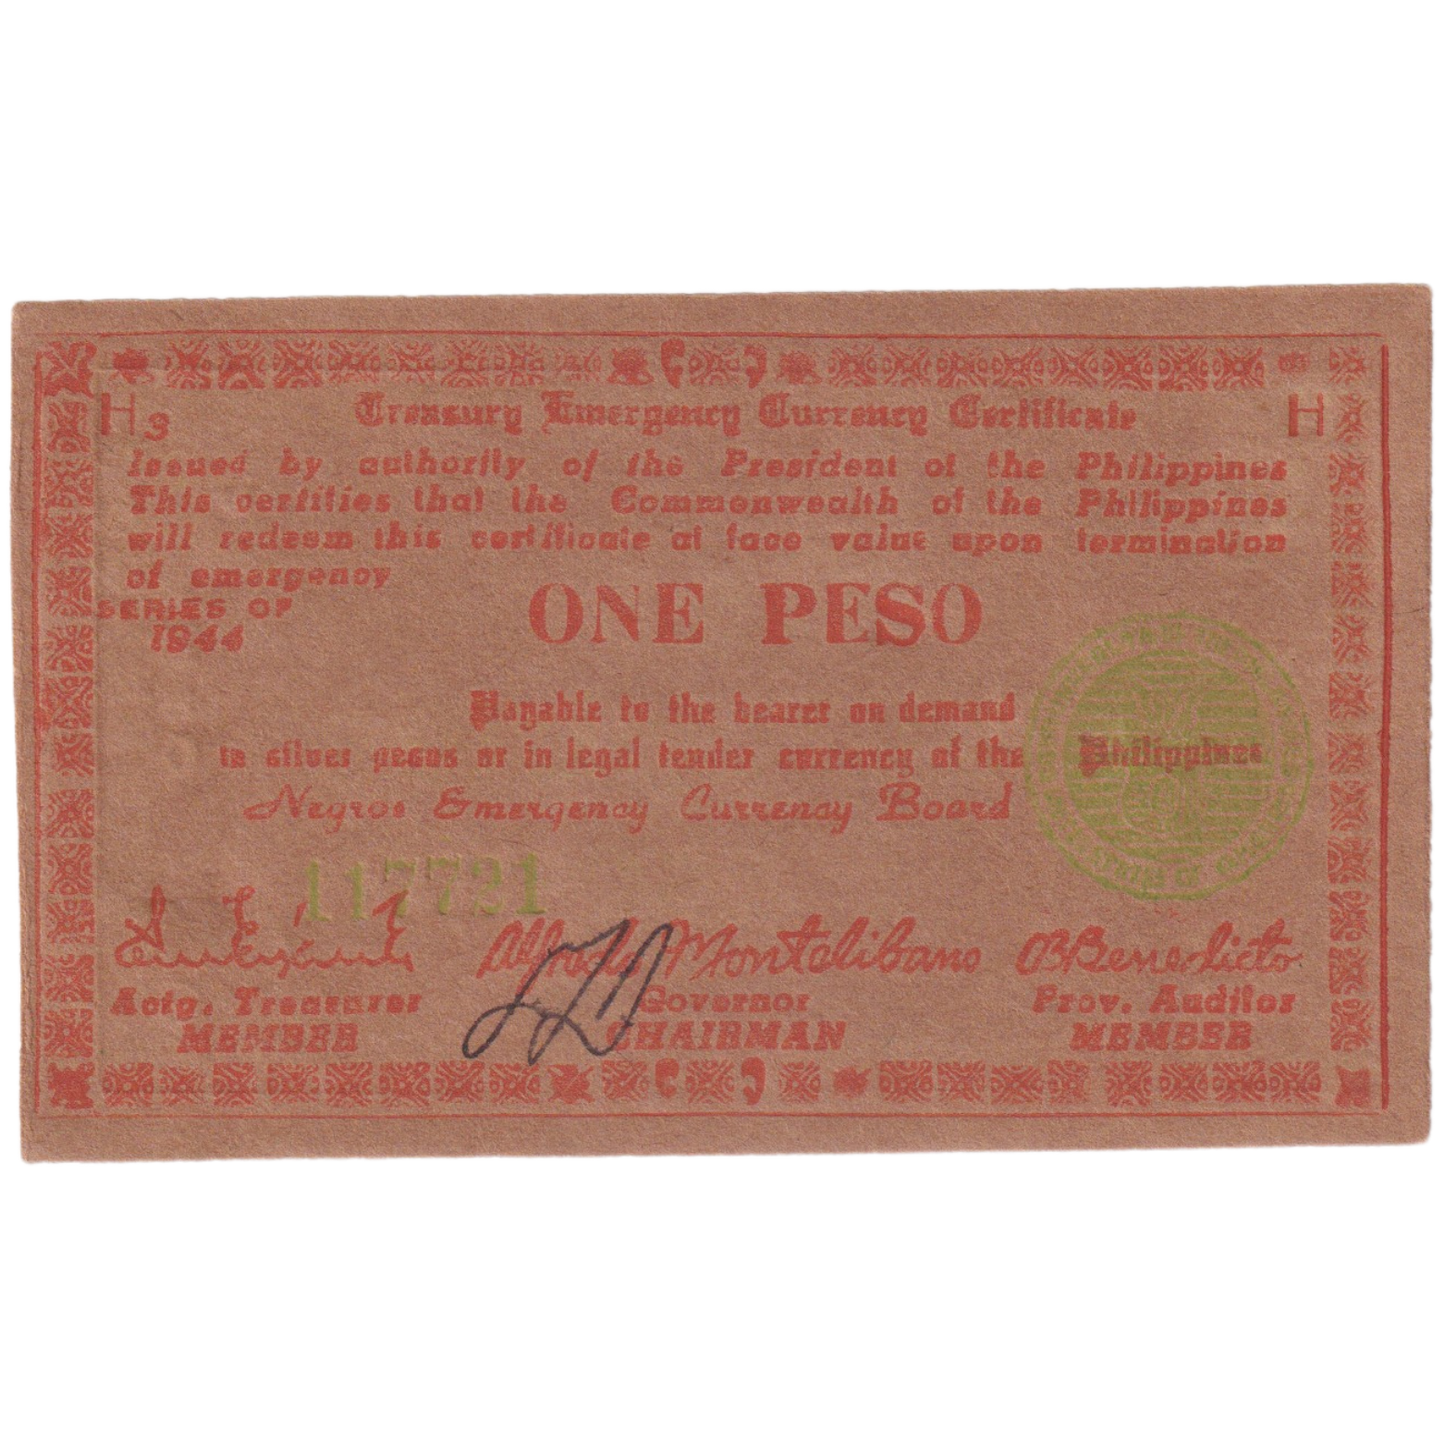 H3 Treasury Emergency Currency Certificate H
Issued by authority of the President of the Philippines
This certifies that the Commonwealth of the Philippines
will redeem this certificate at face value upon termination
of emergency
SERIES OF
1944
ONE PESO
Payable to the bearer on demand
in silver pesos or in legal tender currency of the Philippines
Negros Emergency Currency Board
117721
Alfredo Montelibano
B Benedicto
Actg. Treasurer Governor Prov. Auditor
MEMBER CHAIRMAN MEMBER